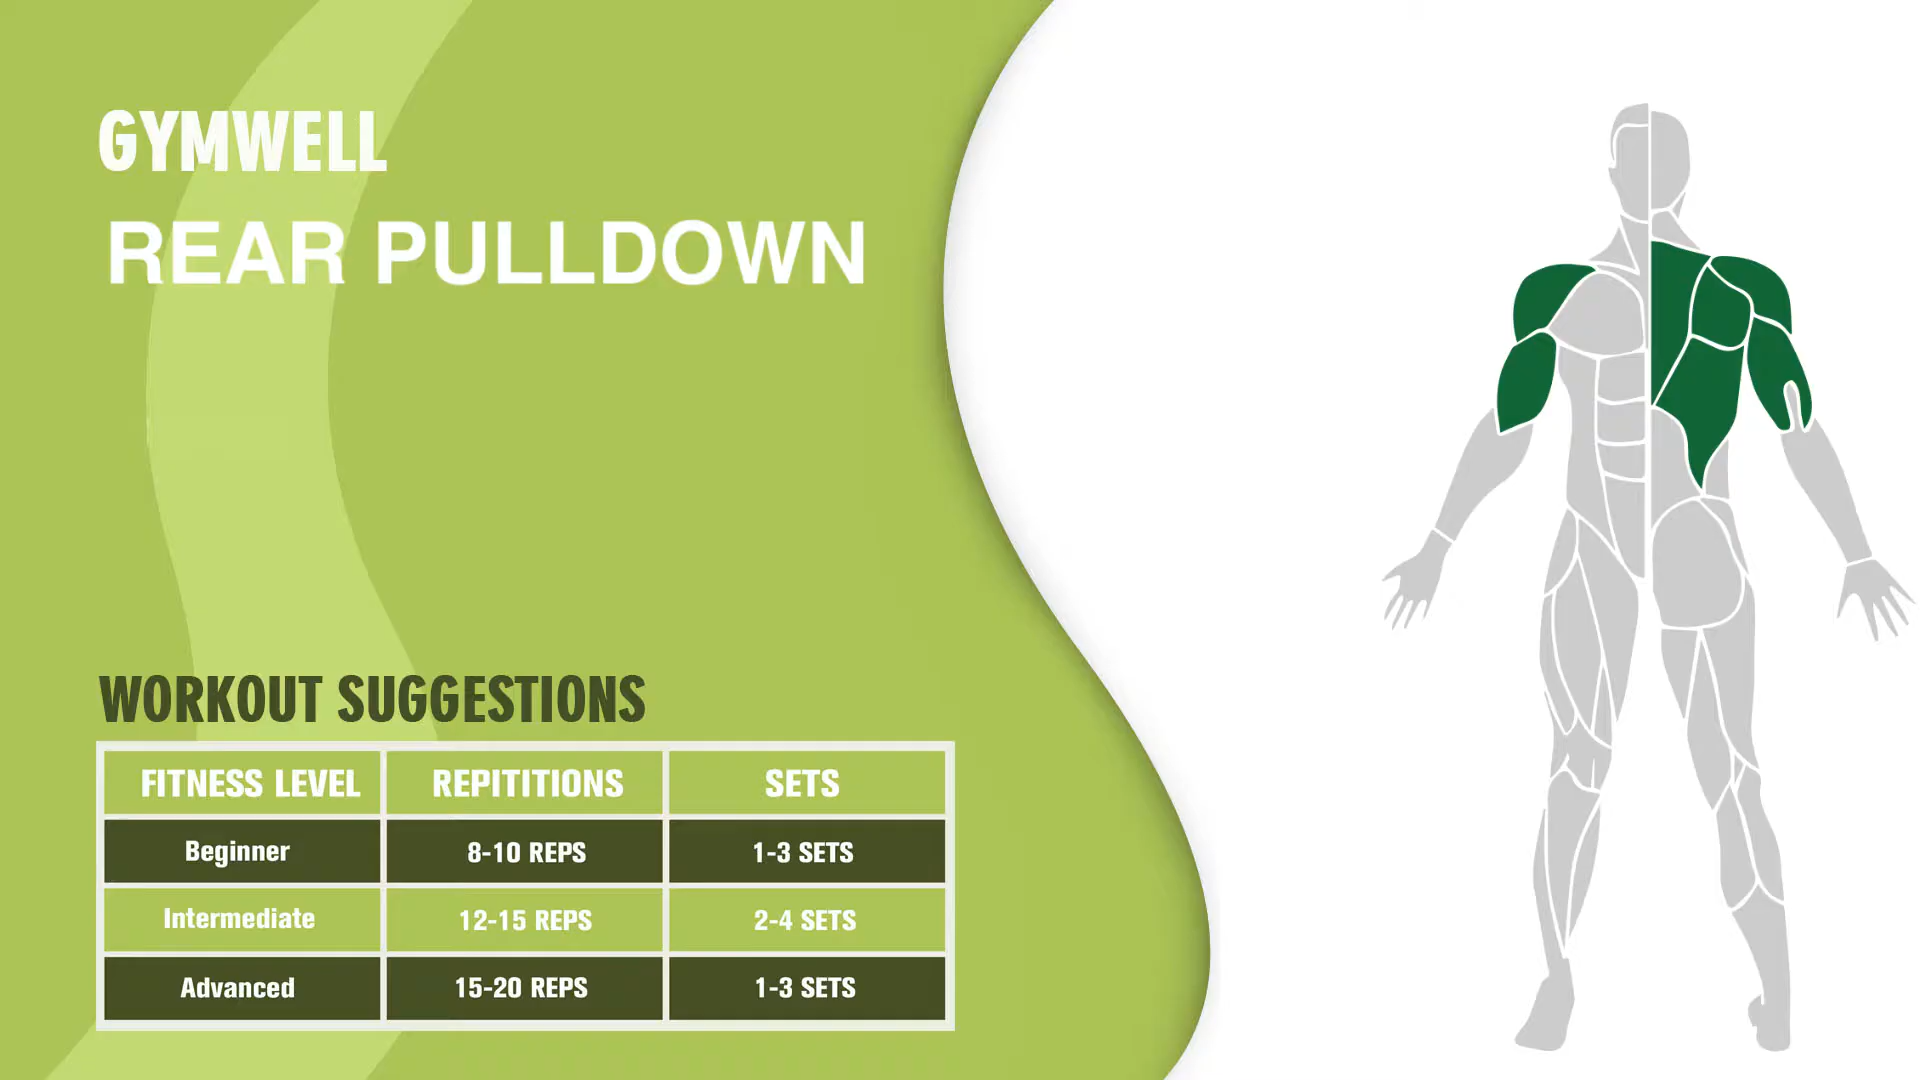 GYMWELL
REAR PULLDOWN
WORKOUT SUGGESTIONS
FITNESS LEVEL REPITITIONS SETS
Beginner 8-10 REPS 1-3 SETS
Intermediate 12-15 REPS 2-4 SETS
Advanced 15-20 REPS 1-3 SETS